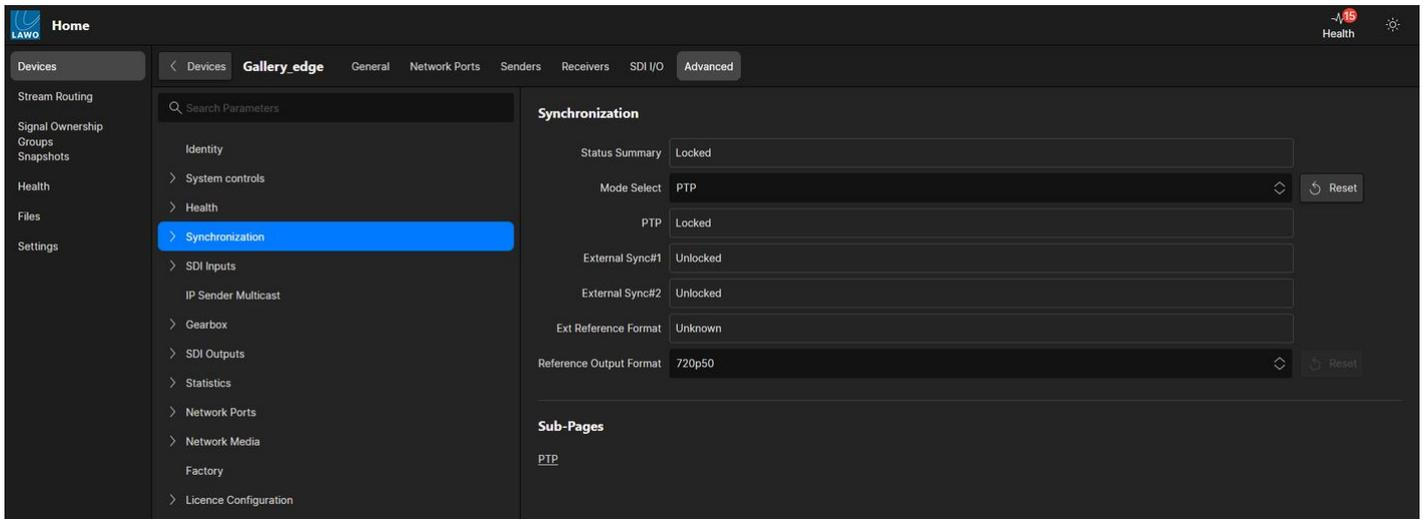 LAWO
Home
15
Health
Devices
Stream Routing
Signal Ownership
Groups
Snapshots
Health
Files
Settings
Devices
Gallery_edge
General
Network Ports
Senders
Receivers
SDI I/O
Advanced
Search Parameters
Identity
System controls
Health
Synchronization
SDI Inputs
IP Sender Multicast
Gearbox
SDI Outputs
Statistics
Network Ports
Network Media
Factory
Licence Configuration
Synchronization
Status Summary Locked
Mode Select PTP Reset
PTP Locked
External Sync#1 Unlocked
External Sync#2 Unlocked
Ext Reference Format Unknown
Reference Output Format 720p50 Reset
Sub-Pages
PTP